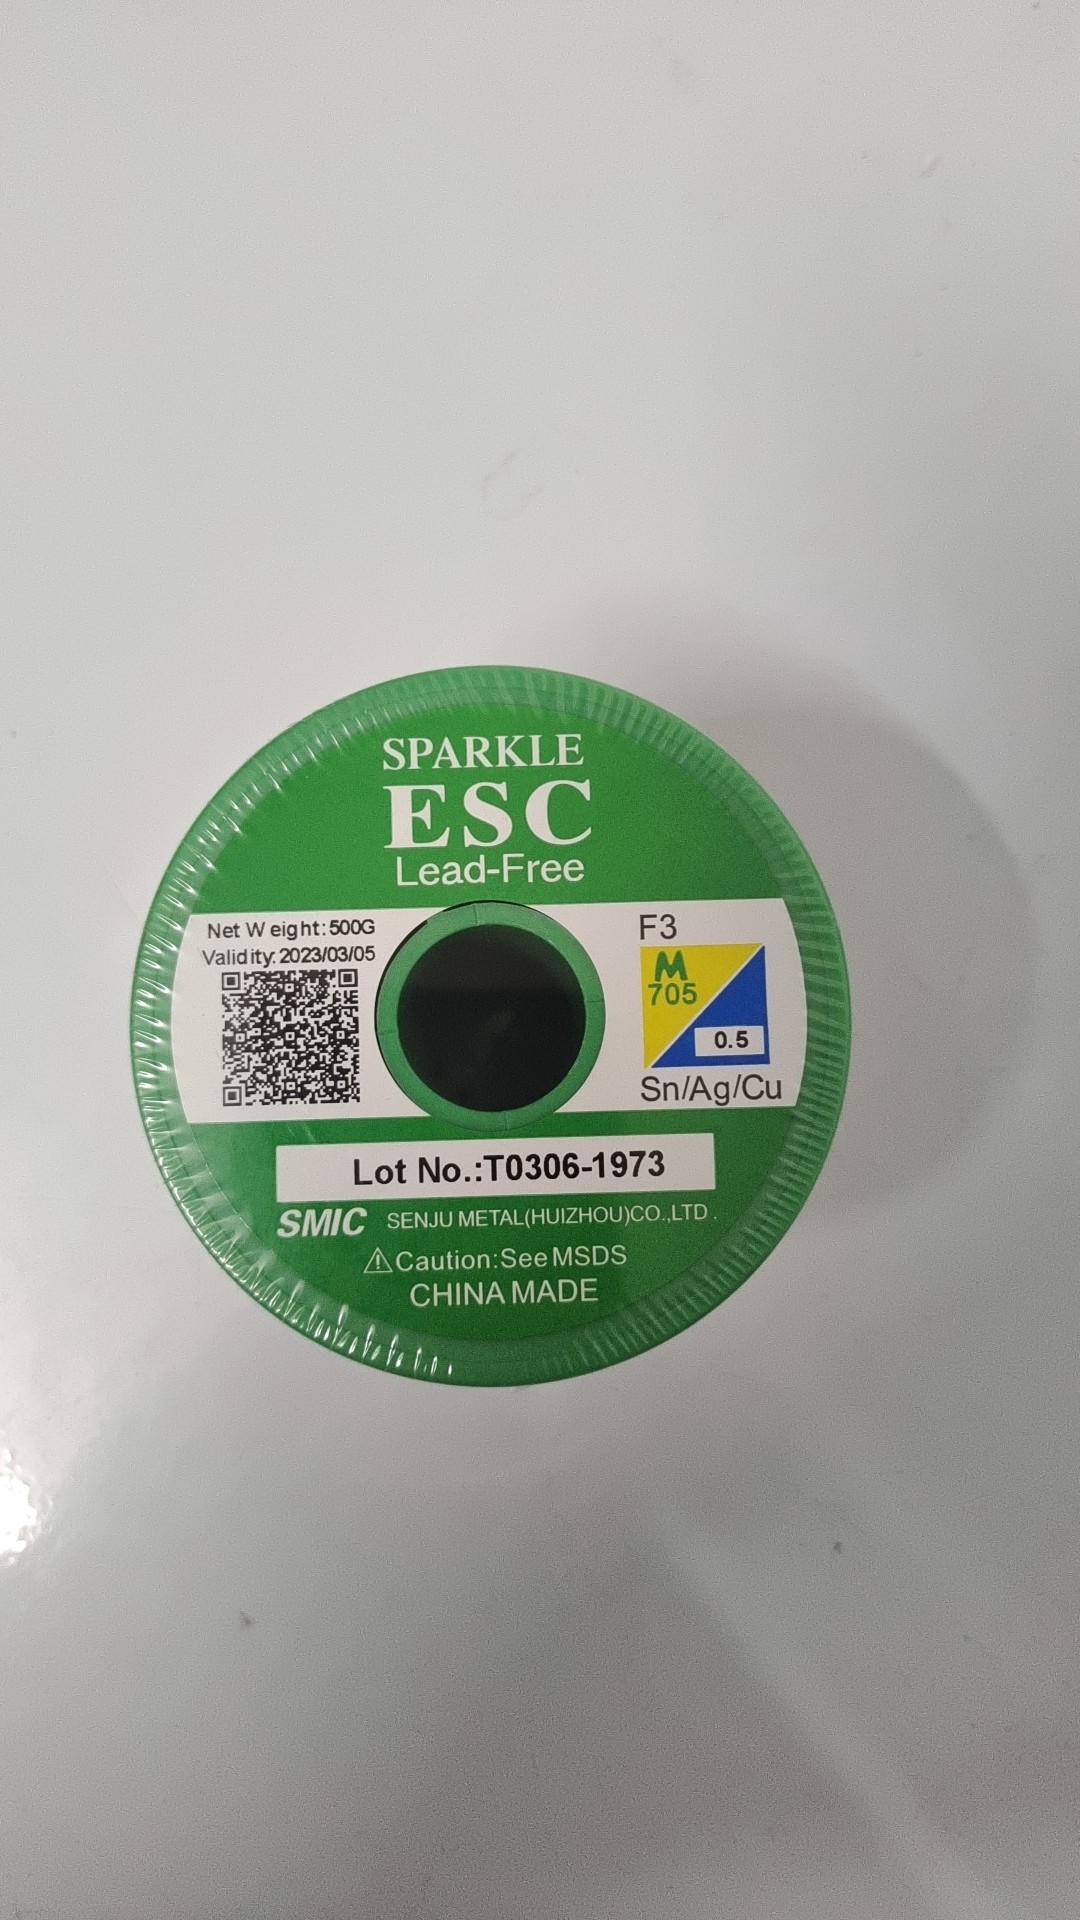 SPARKLE
ESC
Lead-Free
Net Weight:500G
Validity:2023/03/05
F3
M
705
0.5
Sn/Ag/Cu
Lot No.:T0306-1973
SMIC SENJU METAL(HUIZHOU)CO.,LTD.
Caution:See MSDS
CHINA MADE